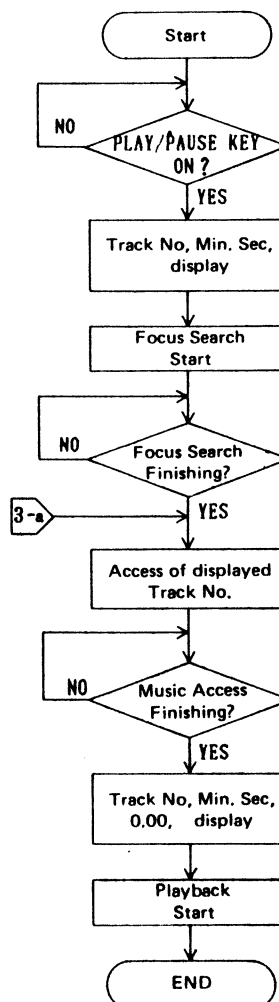 Start
NO
PLAY/PAUSE KEY
ON?
YES
Track No, Min. Sec,
display
Focus Search
Start
NO
Focus Search
Finishing?
3-a
YES
Access of displayed
Track No.
NO
Music Access
Finishing?
YES
Track No, Min. Sec,
0.00, display
Playback
Start
END